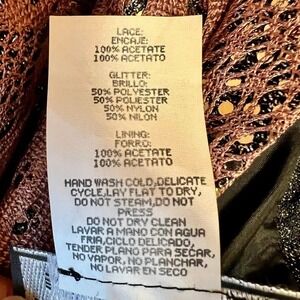 LACE:
ENCAJE:
100% ACETATE
100% ACETATO
GLITTER:
BRILLO:
50% POLYESTER
50% POLIESTER
50% NYLON
50% NILON
LINING:
FORRO:
100% ACETATE
100% ACETATO
HAND WASH COLD,DELICATE
CYCLE,LAY FLAT TO DRY,
DO NOT STEAM,DO NOT
PRESS
DO NOT DRY CLEAN
LAVAR A MANO CON AGUA
FRIA,CICLO DELICADO,
TENDER PLANO PARA SECAR,
NO VAPOR, NO PLANCHAR,
NO LAVAR EN SECO